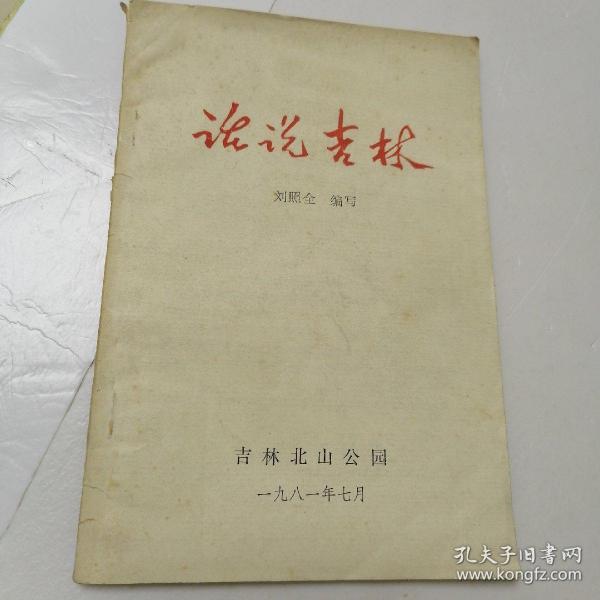 话说吉林
刘照全 编写
吉林北山公园
一九八一年七月
孔夫子旧书网
www.kongfz.com